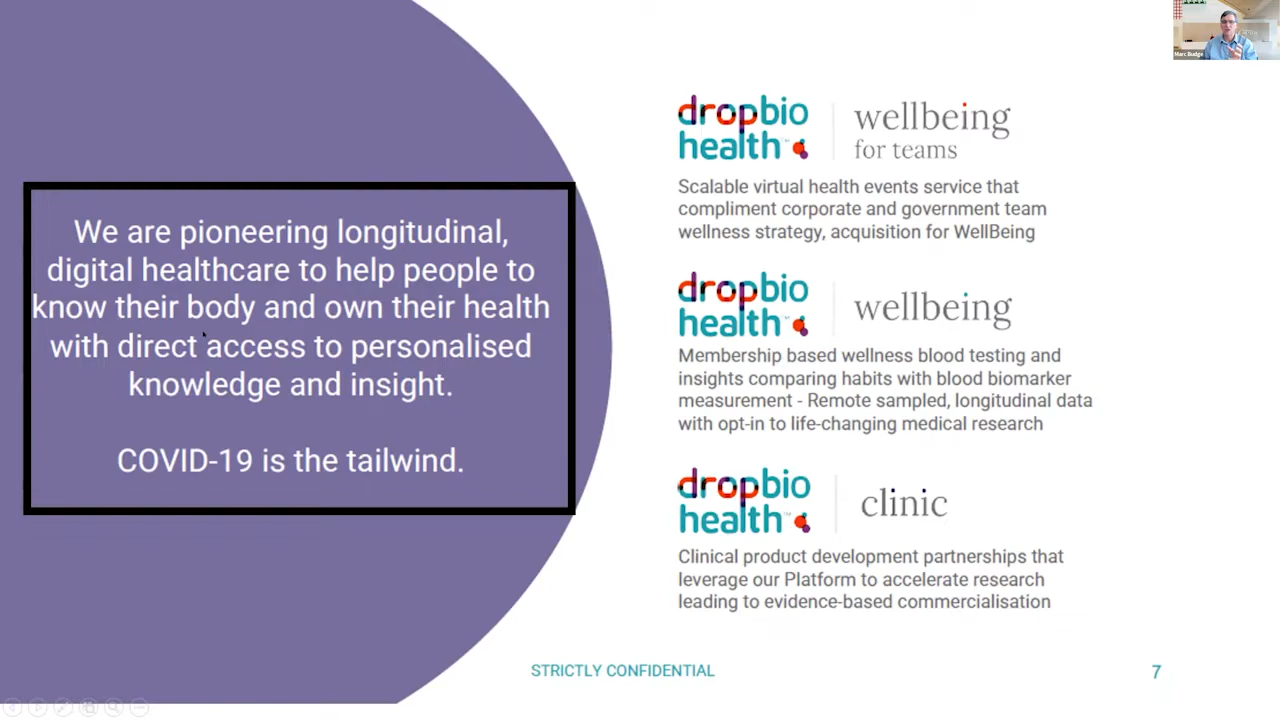 We are pioneering longitudinal,
digital healthcare to help people to
know their body and own their health
with direct access to personalised
knowledge and insight.
COVID-19 is the tailwind.
dropbio
health™
wellbeing
for teams
Scalable virtual health events service that
compliment corporate and government team
wellness strategy, acquisition for WellBeing
dropbio
health™
wellbeing
Membership based wellness blood testing and
insights comparing habits with blood biomarker
measurement - Remote sampled, longitudinal data
with opt-in to life-changing medical research
dropbio
health™
clinic
Clinical product development partnerships that
leverage our Platform to accelerate research
leading to evidence-based commercialisation
STRICTLY CONFIDENTIAL
7
Marc Budge